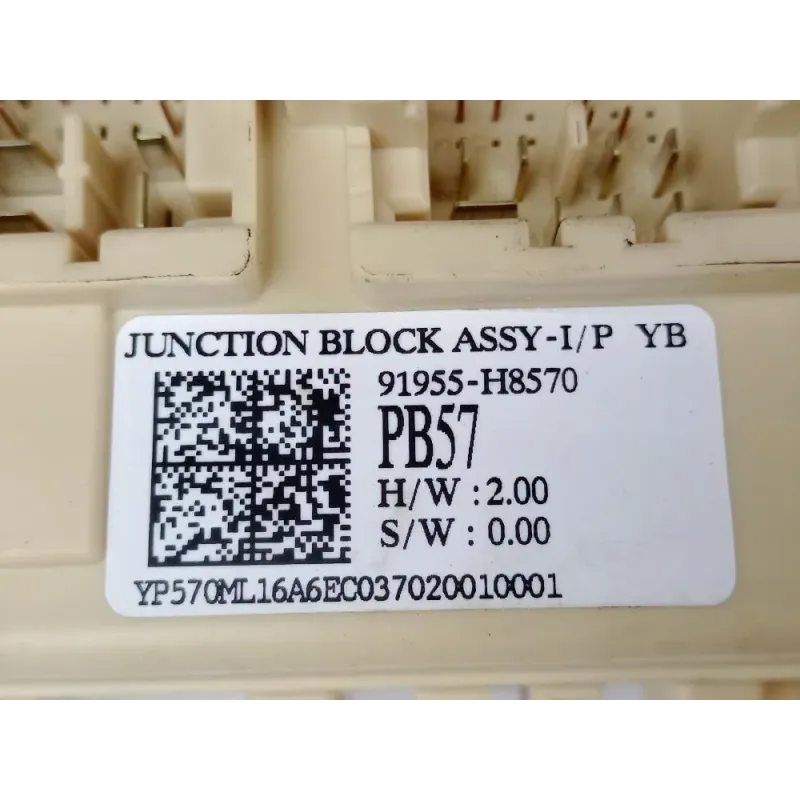 JUNCTION BLOCK ASSY-I/P YB
91955-H8570
PB57
H/W : 2.00
S/W : 0.00
YP570ML16A6EC037020010001